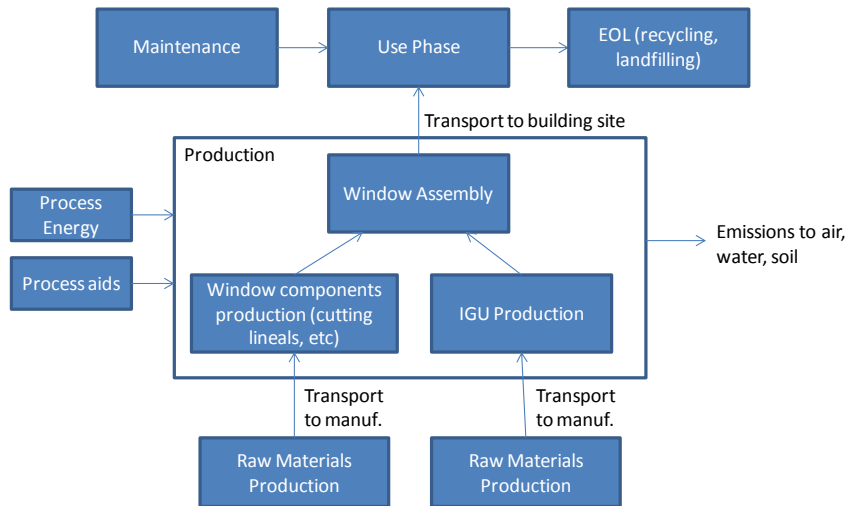 Maintenance
Use Phase
EOL (recycling,
landfilling)
Transport to building site
Production
Window Assembly
Process
Energy
Process aids
Emissions to air,
water, soil
Window components
production (cutting
lineals, etc)
IGU Production
Transport
to manuf.
Transport
to manuf.
Raw Materials
Production
Raw Materials
Production